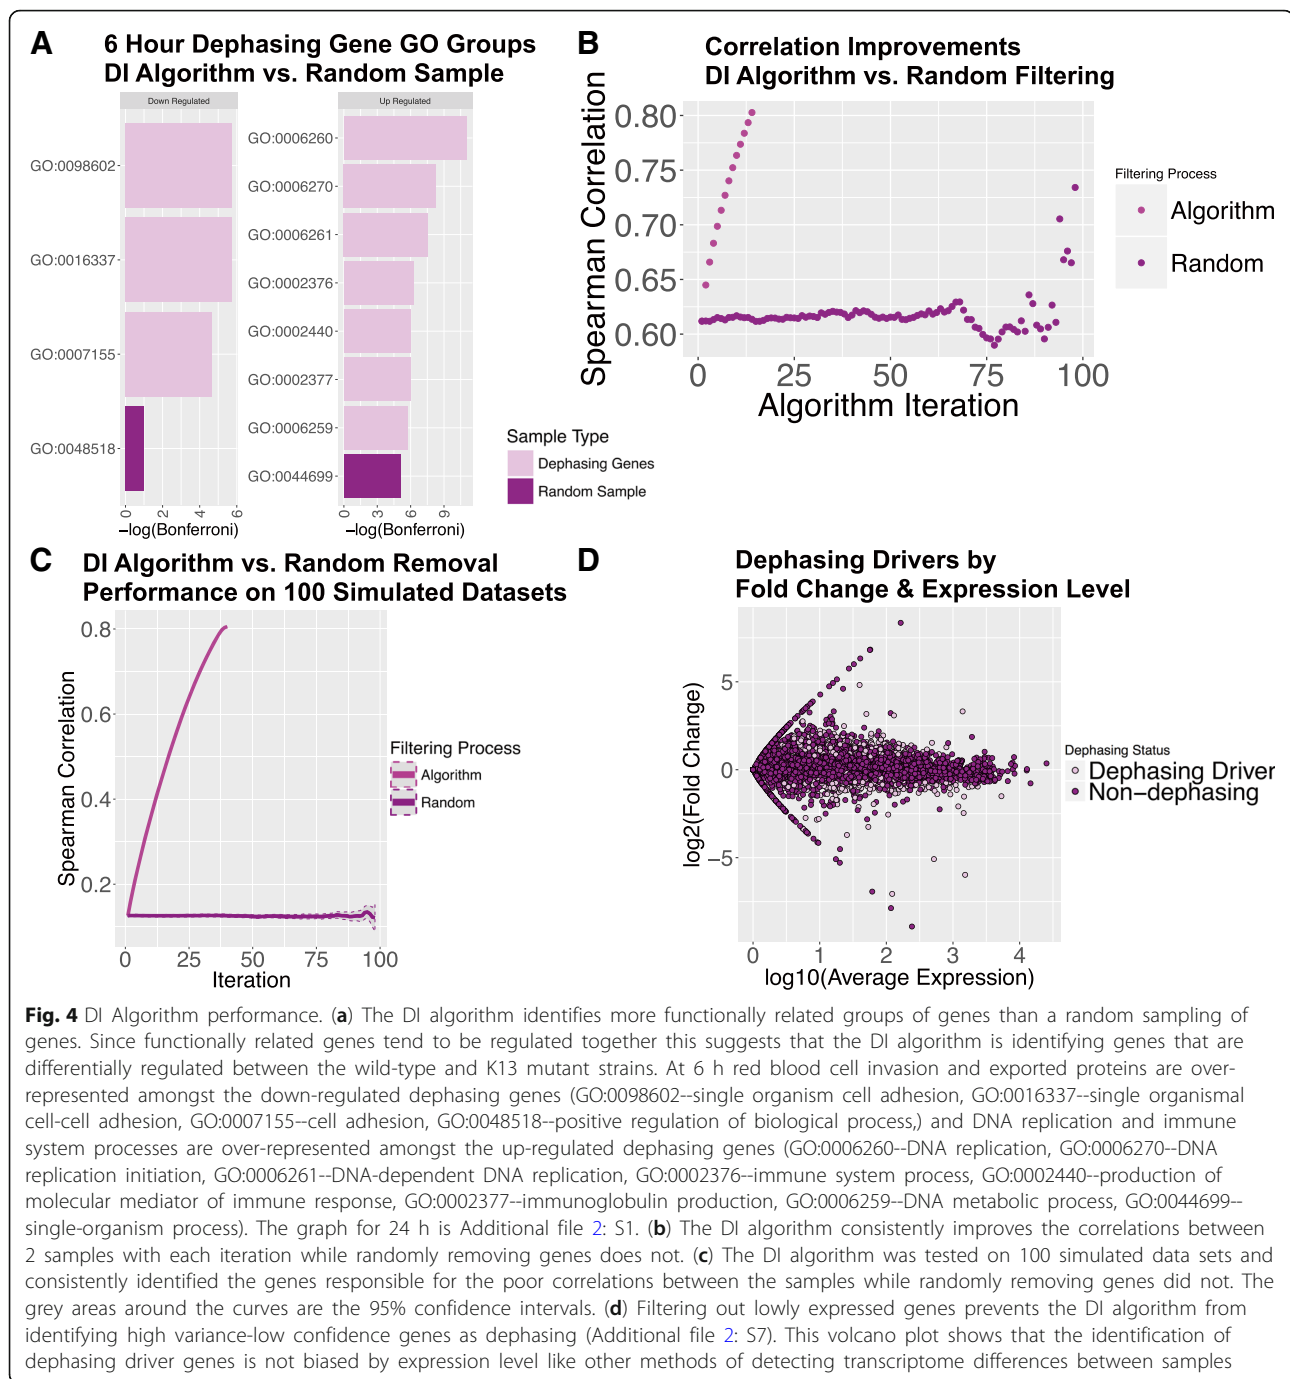 A
6 Hour Dephasing Gene GO Groups
DI Algorithm vs. Random Sample
Down Regulated
Up Regulated
GO:0098602
GO:0016337
GO:0007155
GO:0048518
0
2
4
6
−log(Bonferroni)
GO:0006260
GO:0006270
GO:0006261
GO:0002376
GO:0002440
GO:0002377
GO:0006259
GO:0044699
0
3
6
9
−log(Bonferroni)
Sample Type
Dephasing Genes
Random Sample
B
Correlation Improvements
DI Algorithm vs. Random Filtering
Spearman Correlation
0.80
0.75
0.70
0.65
0.60
0 25 50 75 100
Algorithm Iteration
Filtering Process
Algorithm
Random
C
DI Algorithm vs. Random Removal
Performance on 100 Simulated Datasets
Spearman Correlation
0.8
0.6
0.4
0.2
0 25 50 75 100
Iteration
Filtering Process
Algorithm
Random
D
Dephasing Drivers by
Fold Change & Expression Level
log2(Fold Change)
5
0
−5
0 1 2 3 4
log10(Average Expression)
Dephasing Status
Dephasing Driver
Non−dephasing
Fig. 4 DI Algorithm performance. (a) The DI algorithm identifies more functionally related groups of genes than a random sampling of
genes. Since functionally related genes tend to be regulated together this suggests that the DI algorithm is identifying genes that are
differentially regulated between the wild-type and K13 mutant strains. At 6 h red blood cell invasion and exported proteins are over-
represented amongst the down-regulated dephasing genes (GO:0098602--single organism cell adhesion, GO:0016337--single organismal
cell-cell adhesion, GO:0007155--cell adhesion, GO:0048518--positive regulation of biological process,) and DNA replication and immune
system processes are over-represented amongst the up-regulated dephasing genes (GO:0006260--DNA replication, GO:0006270--DNA
replication initiation, GO:0006261--DNA-dependent DNA replication, GO:0002376--immune system process, GO:0002440--production of
molecular mediator of immune response, GO:0002377--immunoglobulin production, GO:0006259--DNA metabolic process, GO:0044699--
single-organism process). The graph for 24 h is Additional file 2: S1. (b) The DI algorithm consistently improves the correlations between
2 samples with each iteration while randomly removing genes does not. (c) The DI algorithm was tested on 100 simulated data sets and
consistently identified the genes responsible for the poor correlations between the samples while randomly removing genes did not. The
grey areas around the curves are the 95% confidence intervals. (d) Filtering out lowly expressed genes prevents the DI algorithm from
identifying high variance-low confidence genes as dephasing (Additional file 2: S7). This volcano plot shows that the identification of
dephasing driver genes is not biased by expression level like other methods of detecting transcriptome differences between samples